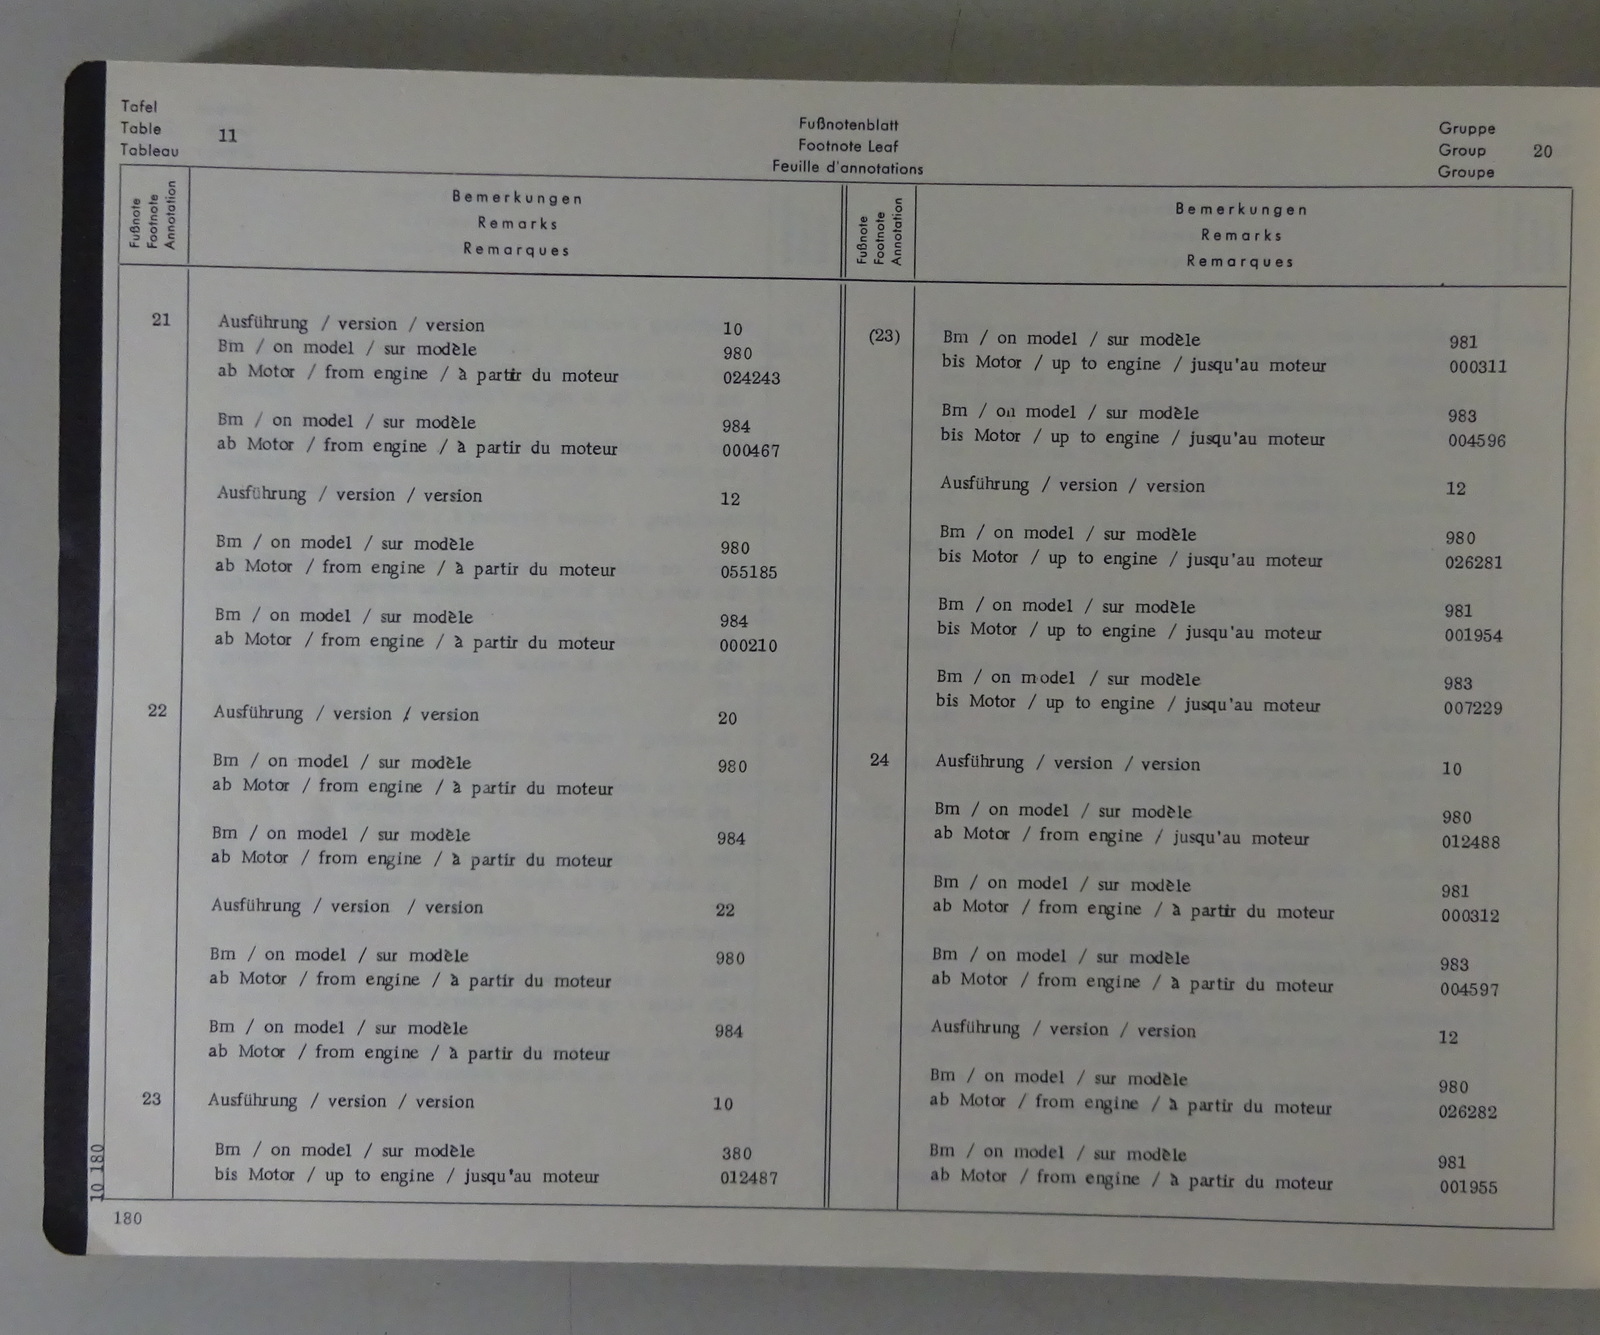 Tafel
Table 11
Tableau
Fußnotenblatt
Footnote Leaf
Feuille d'annotations
Gruppe
Group 20
Groupe
Fußnote
Footnote
Annotation
Bemerkungen
Remarks
Remarques
21 Ausführung / version / version 10
Bm / on model / sur modèle 980
ab Motor / from engine / à partir du moteur 024243
Bm / on model / sur modèle 984
ab Motor / from engine / à partir du moteur 000467
Ausführung / version / version 12
Bm / on model / sur modèle 980
ab Motor / from engine / à partir du moteur 055185
Bm / on model / sur modèle 984
ab Motor / from engine / à partir du moteur 000210
22 Ausführung / version / version 20
Bm / on model / sur modèle 980
ab Motor / from engine / à partir du moteur
Bm / on model / sur modèle 984
ab Motor / from engine / à partir du moteur
Ausführung / version / version 22
Bm / on model / sur modèle 980
ab Motor / from engine / à partir du moteur
Bm / on model / sur modèle 984
ab Motor / from engine / à partir du moteur
23 Ausführung / version / version 10
Bm / on model / sur modèle 380
bis Motor / up to engine / jusqu'au moteur 012487
Fußnote
Footnote
Annotation
Bemerkungen
Remarks
Remarques
(23) Bm / on model / sur modèle 981
bis Motor / up to engine / jusqu'au moteur 000311
Bm / on model / sur modèle 983
bis Motor / up to engine / jusqu'au moteur 004596
Ausführung / version / version 12
Bm / on model / sur modèle 980
bis Motor / up to engine / jusqu'au moteur 026281
Bm / on model / sur modèle 981
bis Motor / up to engine / jusqu'au moteur 001954
Bm / on model / sur modèle 983
bis Motor / up to engine / jusqu'au moteur 007229
24 Ausführung / version / version 10
Bm / on model / sur modèle 980
ab Motor / from engine / jusqu'au moteur 012488
Bm / on model / sur modèle 981
ab Motor / from engine / à partir du moteur 000312
Bm / on model / sur modèle 983
ab Motor / from engine / à partir du moteur 004597
Ausführung / version / version 12
Bm / on model / sur modèle 980
ab Motor / from engine / à partir du moteur 026282
Bm / on model / sur modèle 981
ab Motor / from engine / à partir du moteur 001955
10 180
180